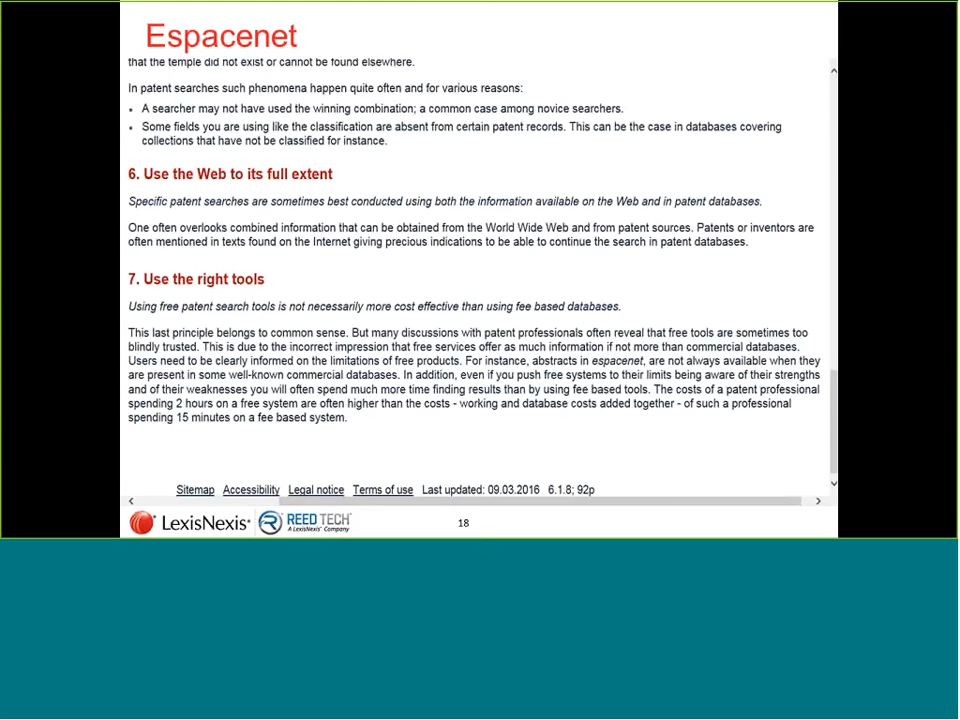 Espacenet
that the temple did not exist or cannot be found elsewhere.
In patent searches such phenomena happen quite often and for various reasons:
• A searcher may not have used the winning combination; a common case among novice searchers.
• Some fields you are using like the classification are absent from certain patent records. This can be the case in databases covering
collections that have not be classified for instance.
6. Use the Web to its full extent
Specific patent searches are sometimes best conducted using both the information available on the Web and in patent databases.
One often overlooks combined information that can be obtained from the World Wide Web and from patent sources. Patents or inventors are
often mentioned in texts found on the Internet giving precious indications to be able to continue the search in patent databases.
7. Use the right tools
Using free patent search tools is not necessarily more cost effective than using fee based databases.
This last principle belongs to common sense. But many discussions with patent professionals often reveal that free tools are sometimes too
blindly trusted. This is due to the incorrect impression that free services offer as much information if not more than commercial databases.
Users need to be clearly informed on the limitations of free products. For instance, abstracts in espacenet, are not always available when they
are present in some well-known commercial databases. In addition, even if you push free systems to their limits being aware of their strengths
and of their weaknesses you will often spend much more time finding results than by using fee based tools. The costs of a patent professional
spending 2 hours on a free system are often higher than the costs - working and database costs added together - of such a professional
spending 15 minutes on a fee based system.
Sitemap Accessibility Legal notice Terms of use Last updated: 09.03.2016 6.1.8; 92p
LexisNexis® REED TECH
A LexisNexis® Company
18